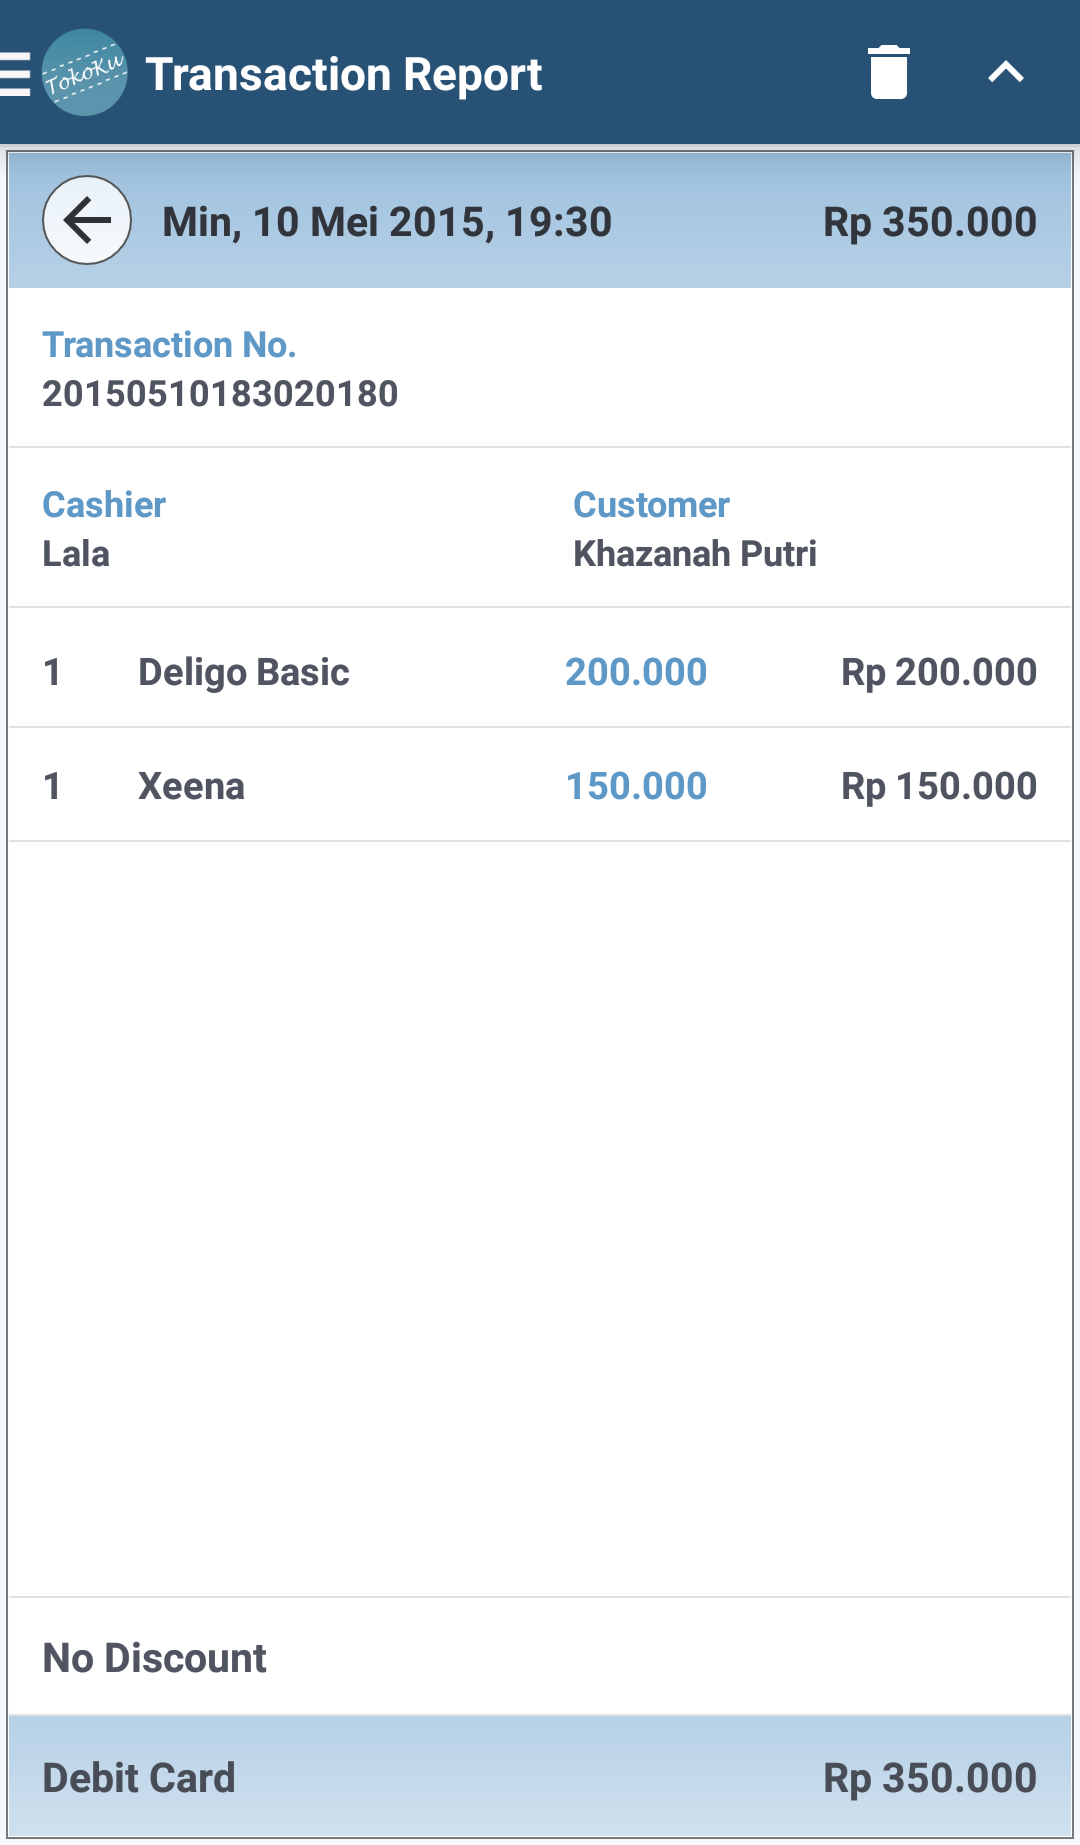 TokoKu Transaction Report
Min, 10 Mei 2015, 19:30 Rp 350.000
Transaction No.
20150510183020180
Cashier Customer
Lala Khazanah Putri
1 Deligo Basic 200.000 Rp 200.000
1 Xeena 150.000 Rp 150.000
No Discount
Debit Card Rp 350.000